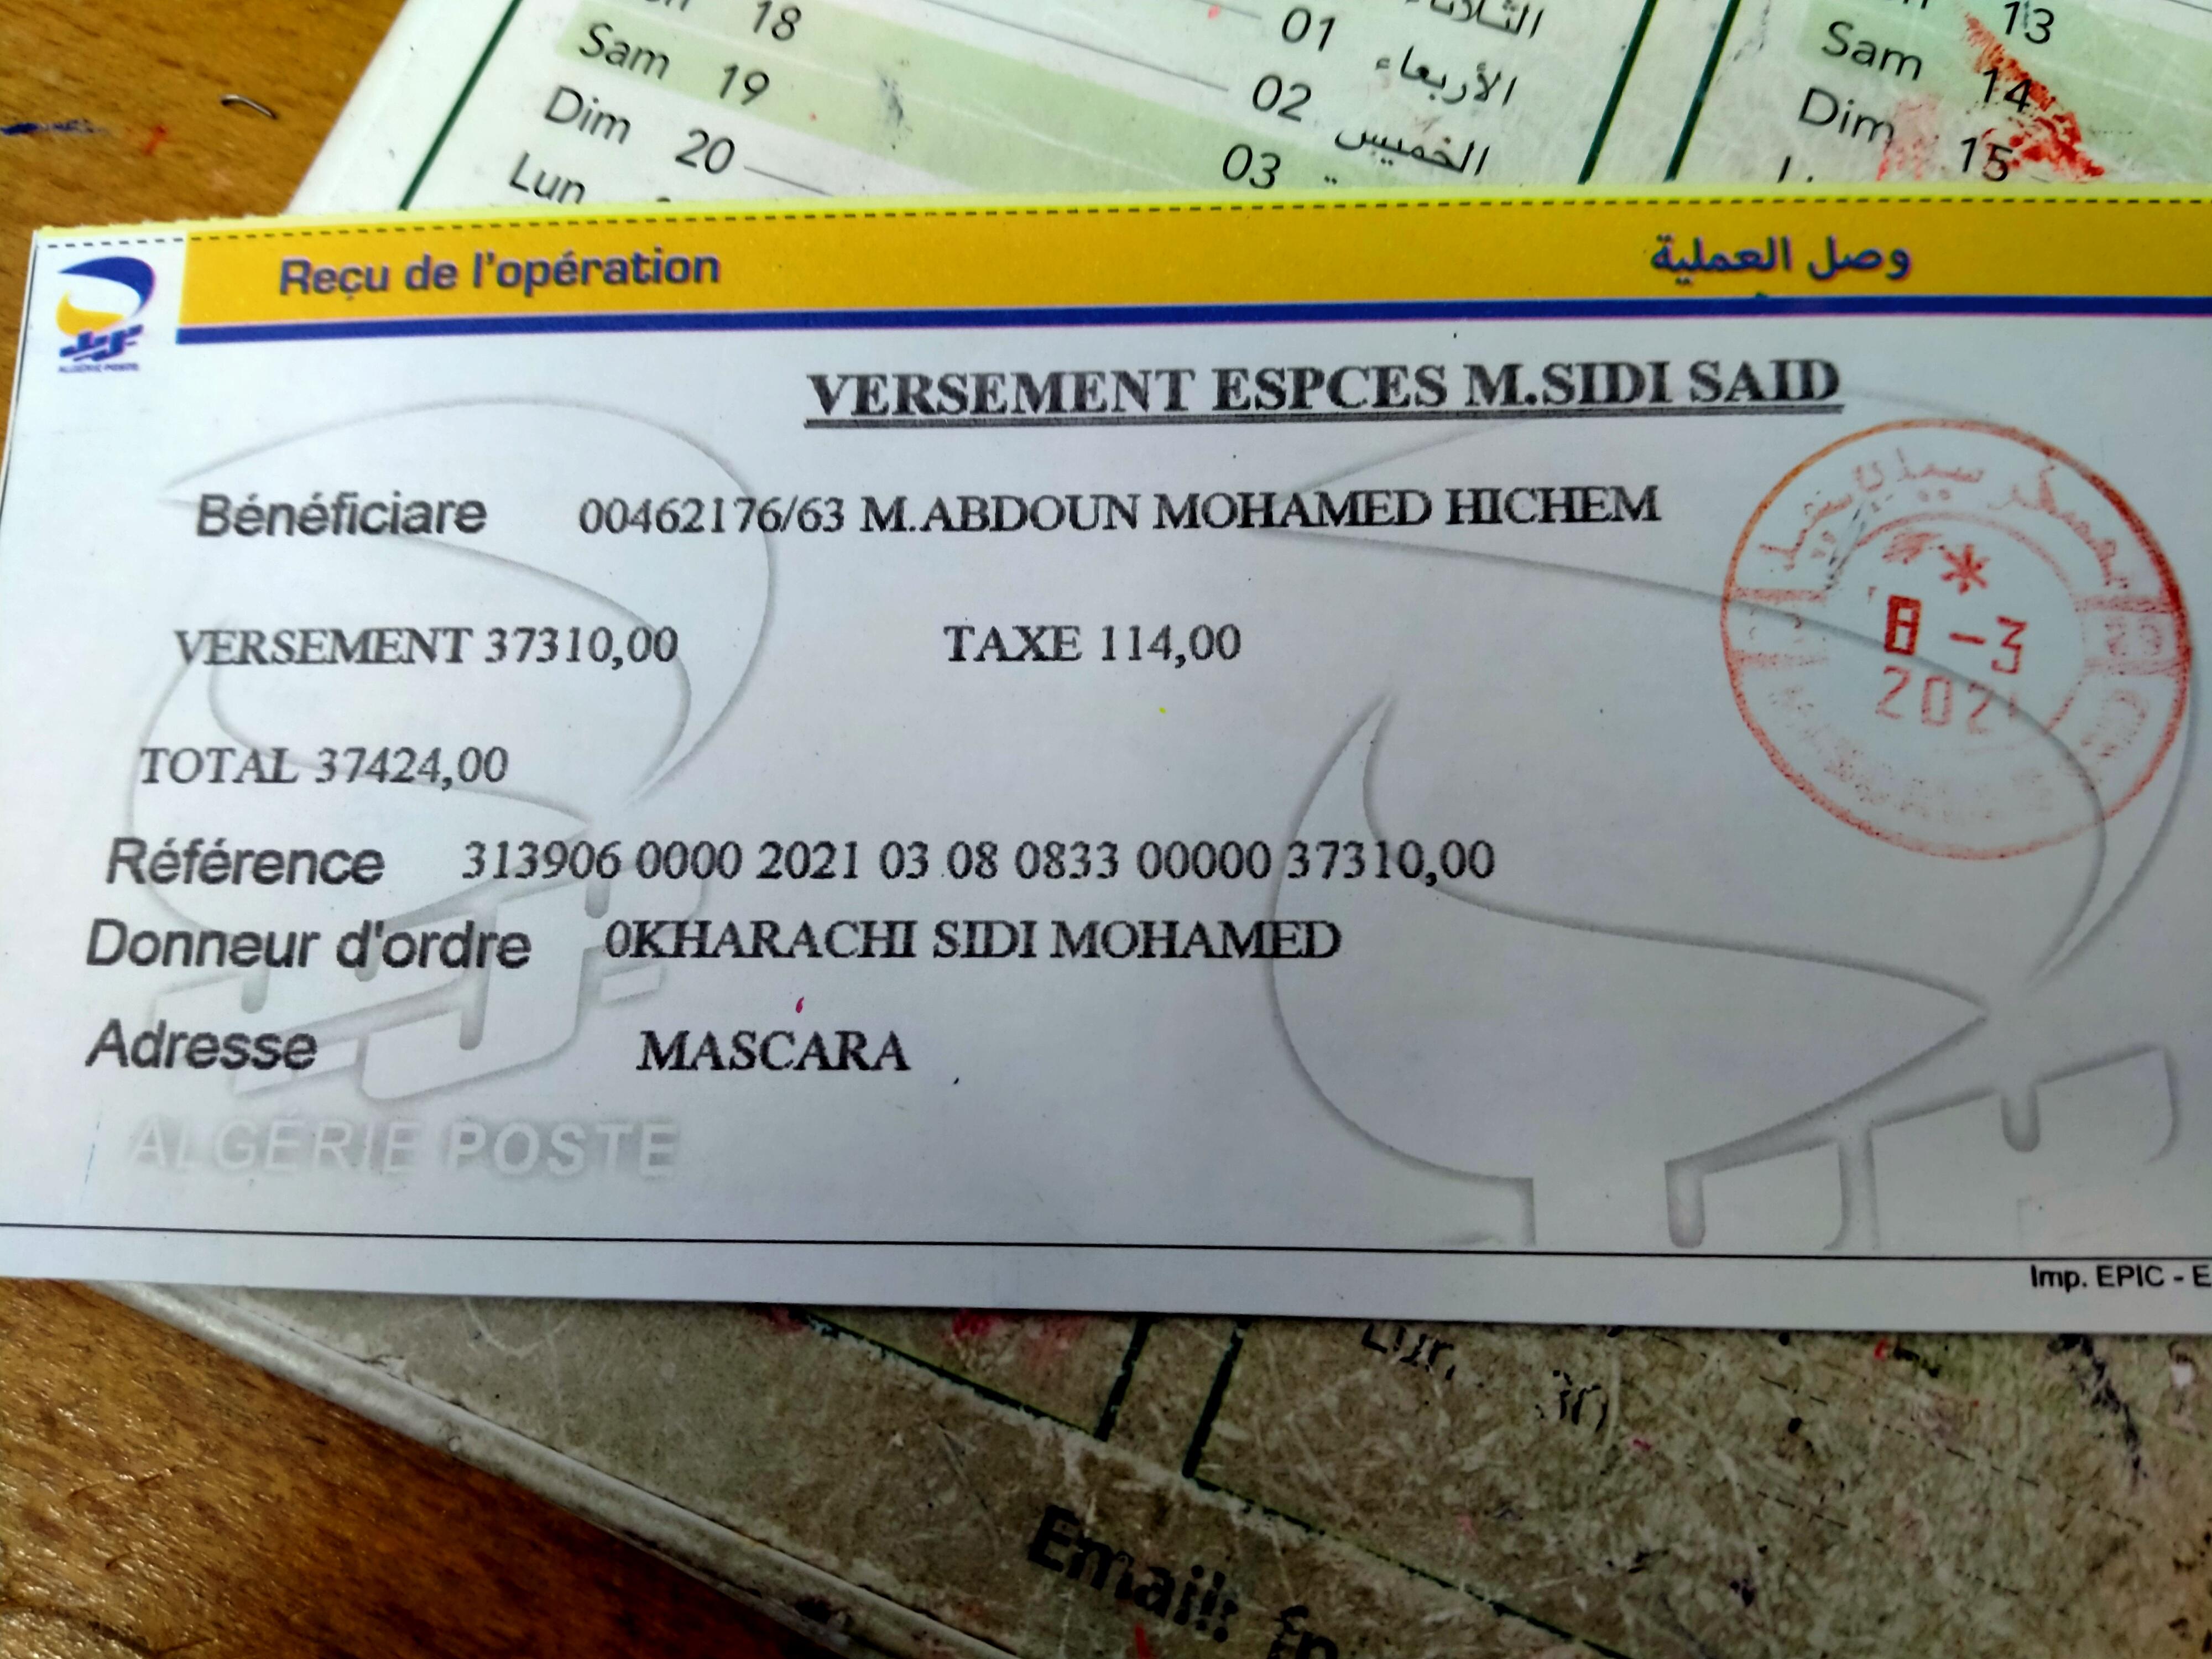 18
Sam 19
Dim 20
Lun
01
02 الأربعاء
03 الخميس
13
Sam 14
Dim 15
Reçu de l'opération وصل العملية
ALGÉRIE POSTE
VERSEMENT ESPCES M.SIDI SAID
Bénéficiare 00462176/63 M.ABDOUN MOHAMED HICHEM
VERSEMENT 37310,00 TAXE 114,00
8 -3
2021
TOTAL 37424,00
Référence 313906 0000 2021 03 08 0833 00000 37310,00
Donneur d'ordre 0KHARACHI SIDI MOHAMED
Adresse MASCARA
ALGÉRIE POSTE
Imp. EPIC - E
Email: